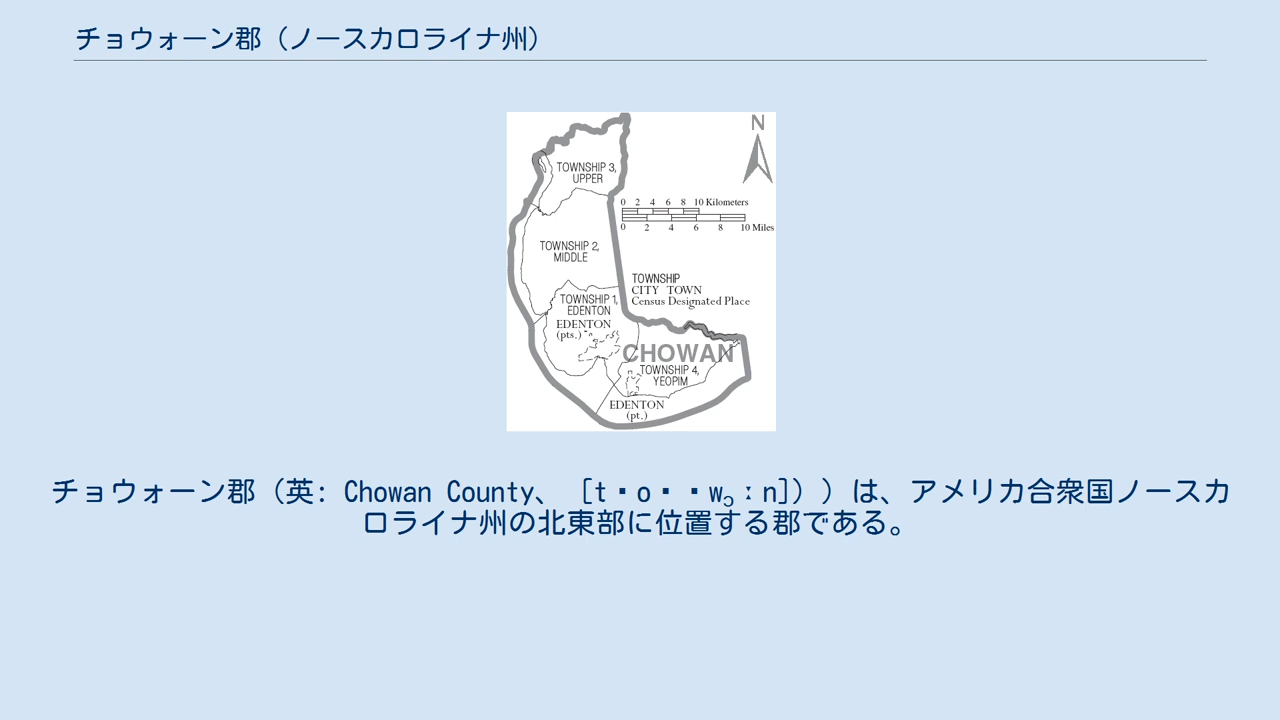 チョウォーン郡（ノースカロライナ州）
N
TOWNSHIP 3,
UPPER
0 2 4 6 8 10 Kilometers
0 2 4 6 8 10 Miles
TOWNSHIP 2,
MIDDLE
TOWNSHIP
CITY TOWN
Census Designated Place
TOWNSHIP 1,
EDENTON
EDENTON
(pts.)
CHOWAN
TOWNSHIP 4,
YEOPIM
EDENTON
(pt.)
チョウォーン郡（英: Chowan County、 [t・o・・wɔːn]））は、アメリカ合衆国ノースカ
ロライナ州の北東部に位置する郡である。